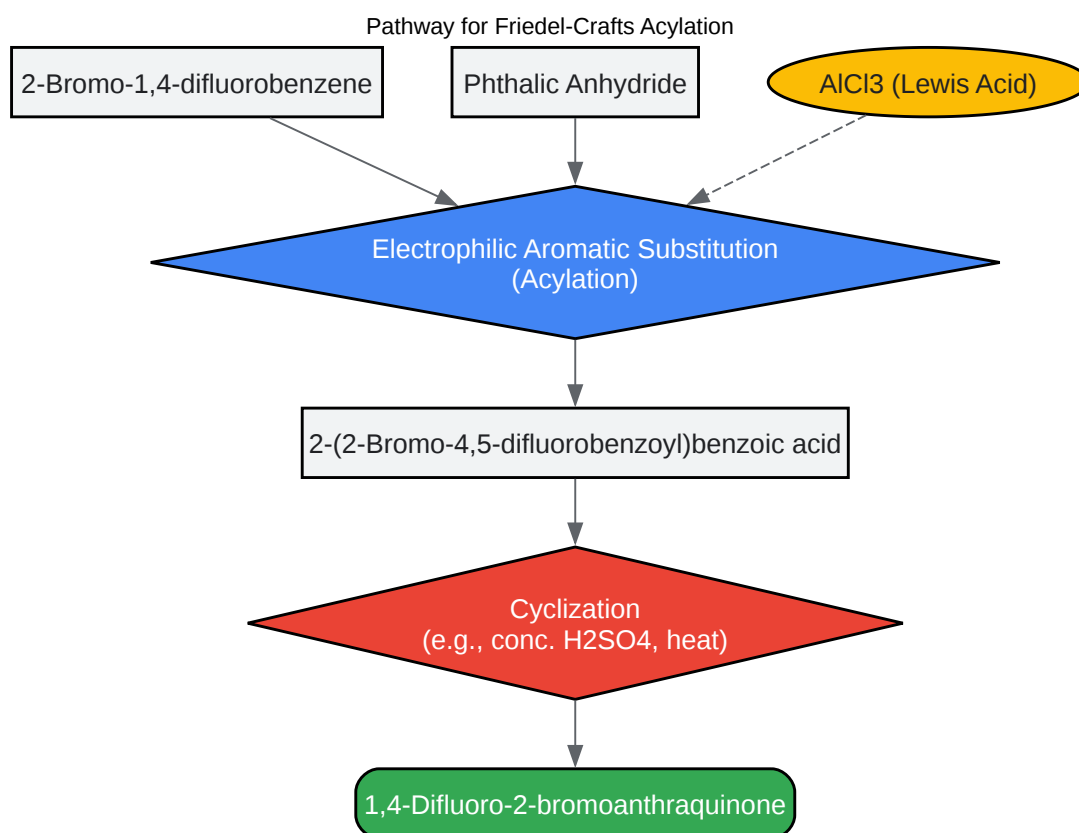 Pathway for Friedel-Crafts Acylation
2-Bromo-1,4-difluorobenzene
Phthalic Anhydride
AlCl3 (Lewis Acid)
Electrophilic Aromatic Substitution
(Acylation)
2-(2-Bromo-4,5-difluorobenzoyl)benzoic acid
Cyclization
(e.g., conc. H2SO4, heat)
1,4-Difluoro-2-bromoanthraquinone